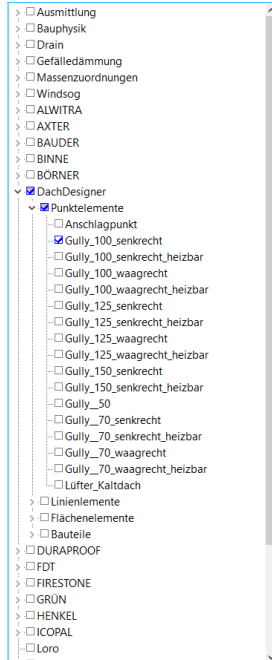 Ausmittlung
Bauphysik
Drain
Gefälledämmung
Massenzuordnungen
Windsog
ALWITRA
AXTER
BAUDER
BINNE
BÖRNER
DachDesigner
Punktelemente
Anschlagpunkt
Gully_100_senkrecht
Gully_100_senkrecht_heizbar
Gully_100_waagrecht
Gully_100_waagrecht_heizbar
Gully_125_senkrecht
Gully_125_senkrecht_heizbar
Gully_125_waagrecht
Gully_125_waagrecht_heizbar
Gully_150_senkrecht
Gully_150_senkrecht_heizbar
Gully__50
Gully__70_senkrecht
Gully__70_senkrecht_heizbar
Gully__70_waagrecht
Gully__70_waagrecht_heizbar
Lüfter_Kaltdach
Linienlemente
Flächenelemente
Bauteile
DURAPROOF
FDT
FIRESTONE
GRÜN
HENKEL
ICOPAL
Loro